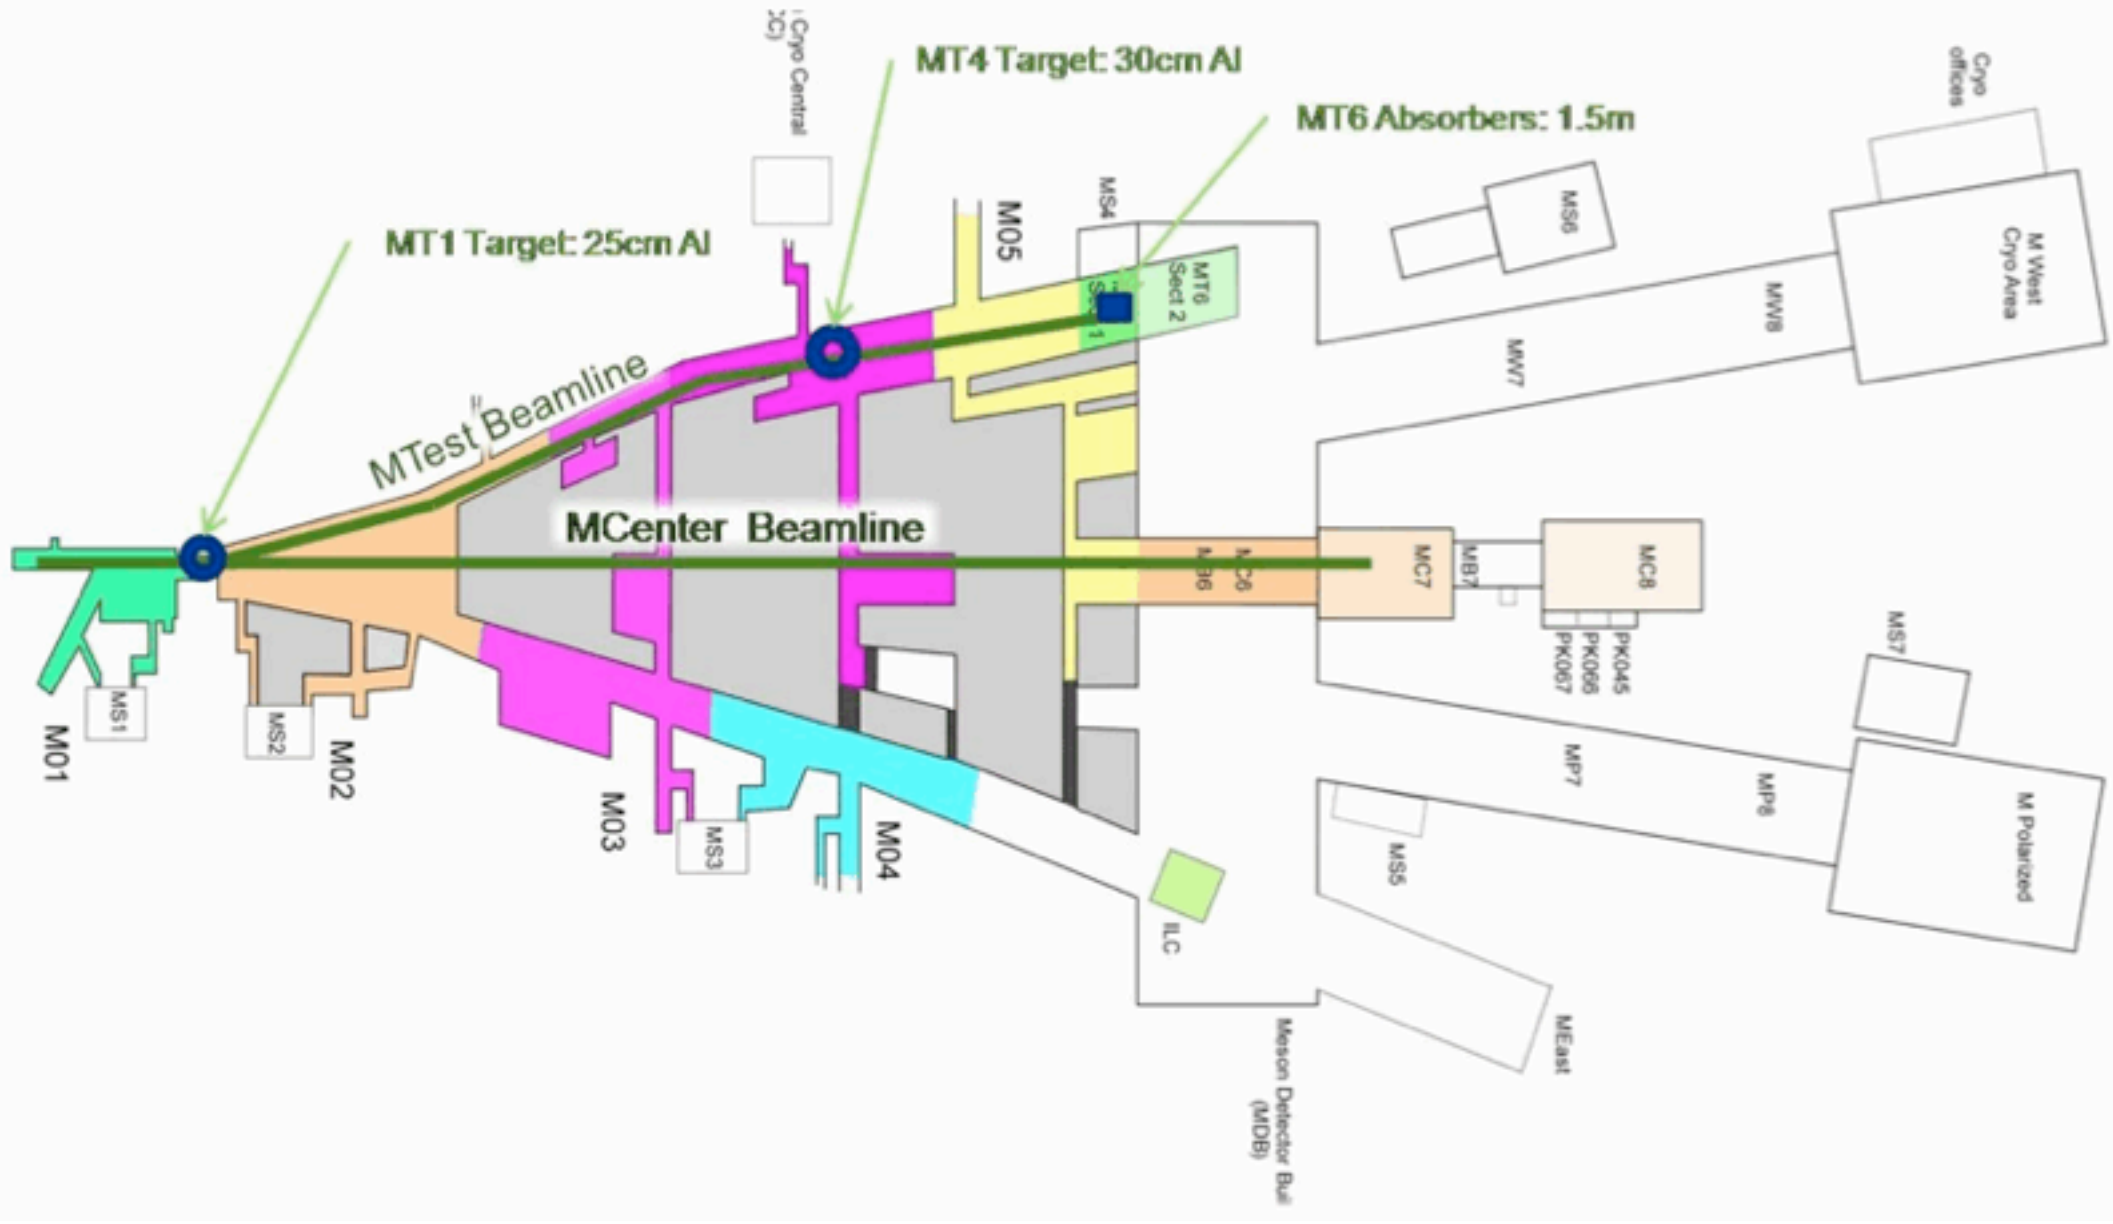 Cryo Central
MT4 Target: 30cm Al
Cryo
offices
MT6 Absorbers: 1.5m
MS4
MS6
M05
MT1 Target: 25cm Al
M West
Cryo Area
MT6
Sect 2
MW8
MW7
MTest Beamline
MCenter Beamline
MC6
MC7
MB7
MC8
PK067
PK066
PK045
MS7
MS1
M01
MS2
M02
M03
MS3
M04
MP7
MP8
M Polarized
MS5
ILC
MEast
Meson Detector Buil
(MDB)